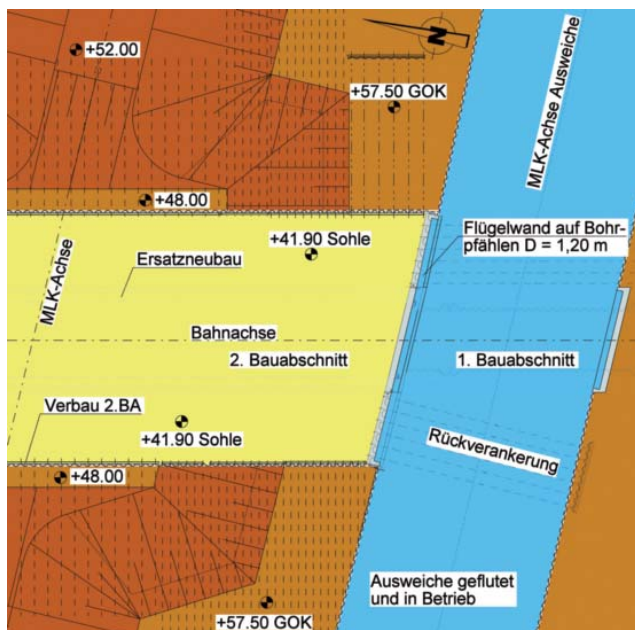 +52.00
N
+57.50 GOK
MLK-Achse Ausweiche
+48.00
+41.90 Sohle
Flügelwand auf Bohr-
pfählen D = 1,20 m
Ersatzneubau
MLK-Achse
Bahnachse
2. Bauabschnitt
1. Bauabschnitt
Verbau 2.BA
+41.90 Sohle
Rückverankerung
+48.00
Ausweiche geflutet
und in Betrieb
+57.50 GOK